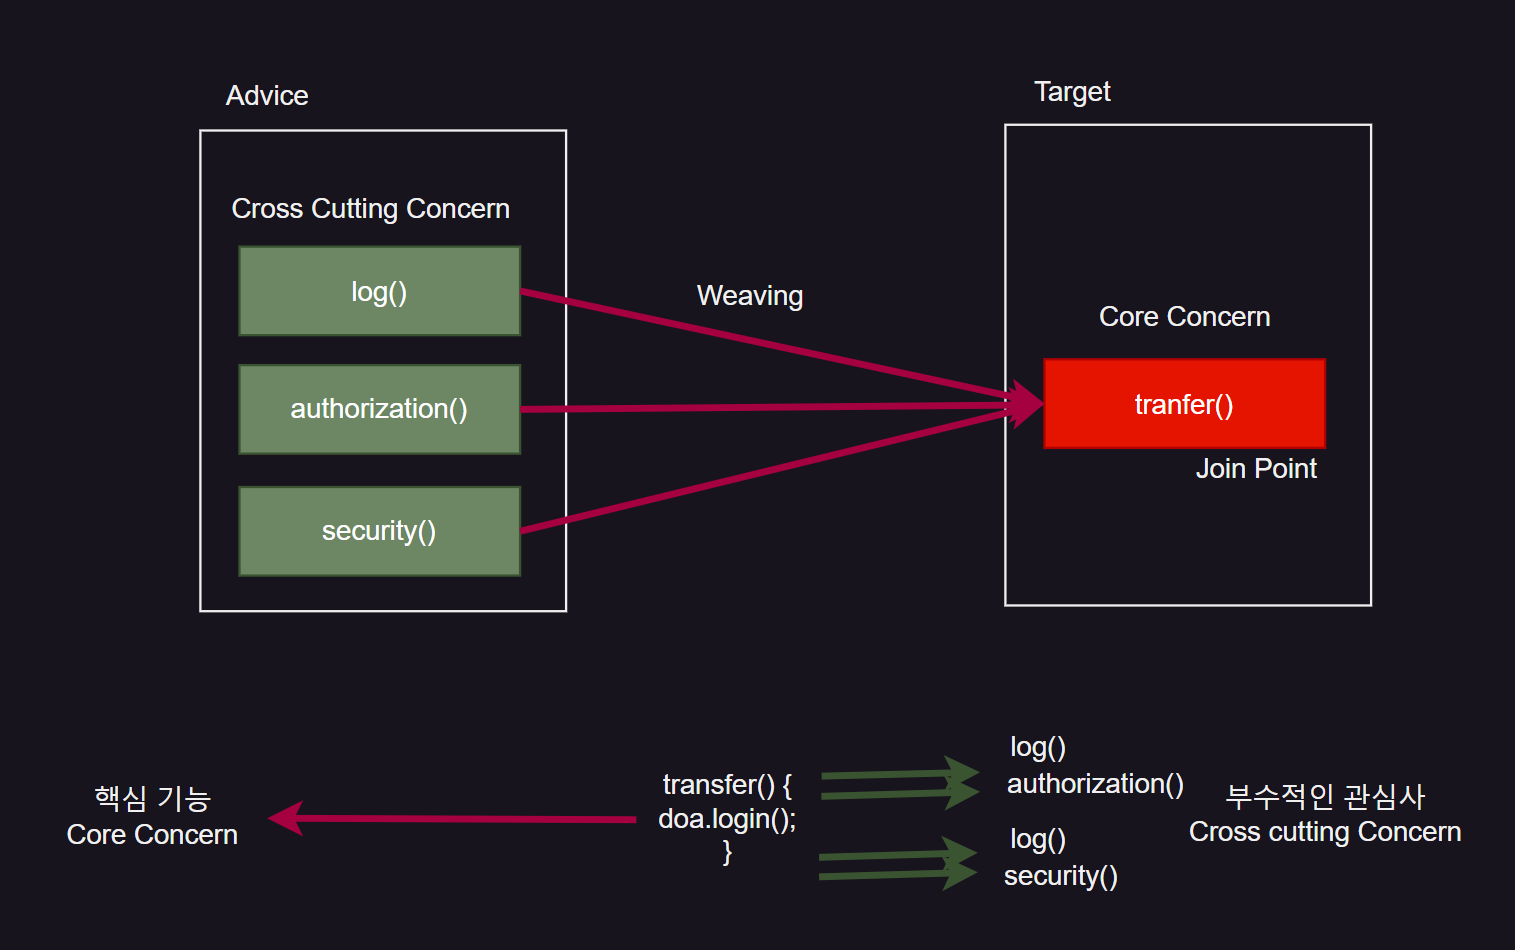 Advice
Cross Cutting Concern
log()
authorization()
security()
Weaving
Target
Core Concern
tranfer()
Join Point
핵심 기능
Core Concern
transfer() {
doa.login();
}
log()
authorization()
log()
security()
부수적인 관심사
Cross cutting Concern